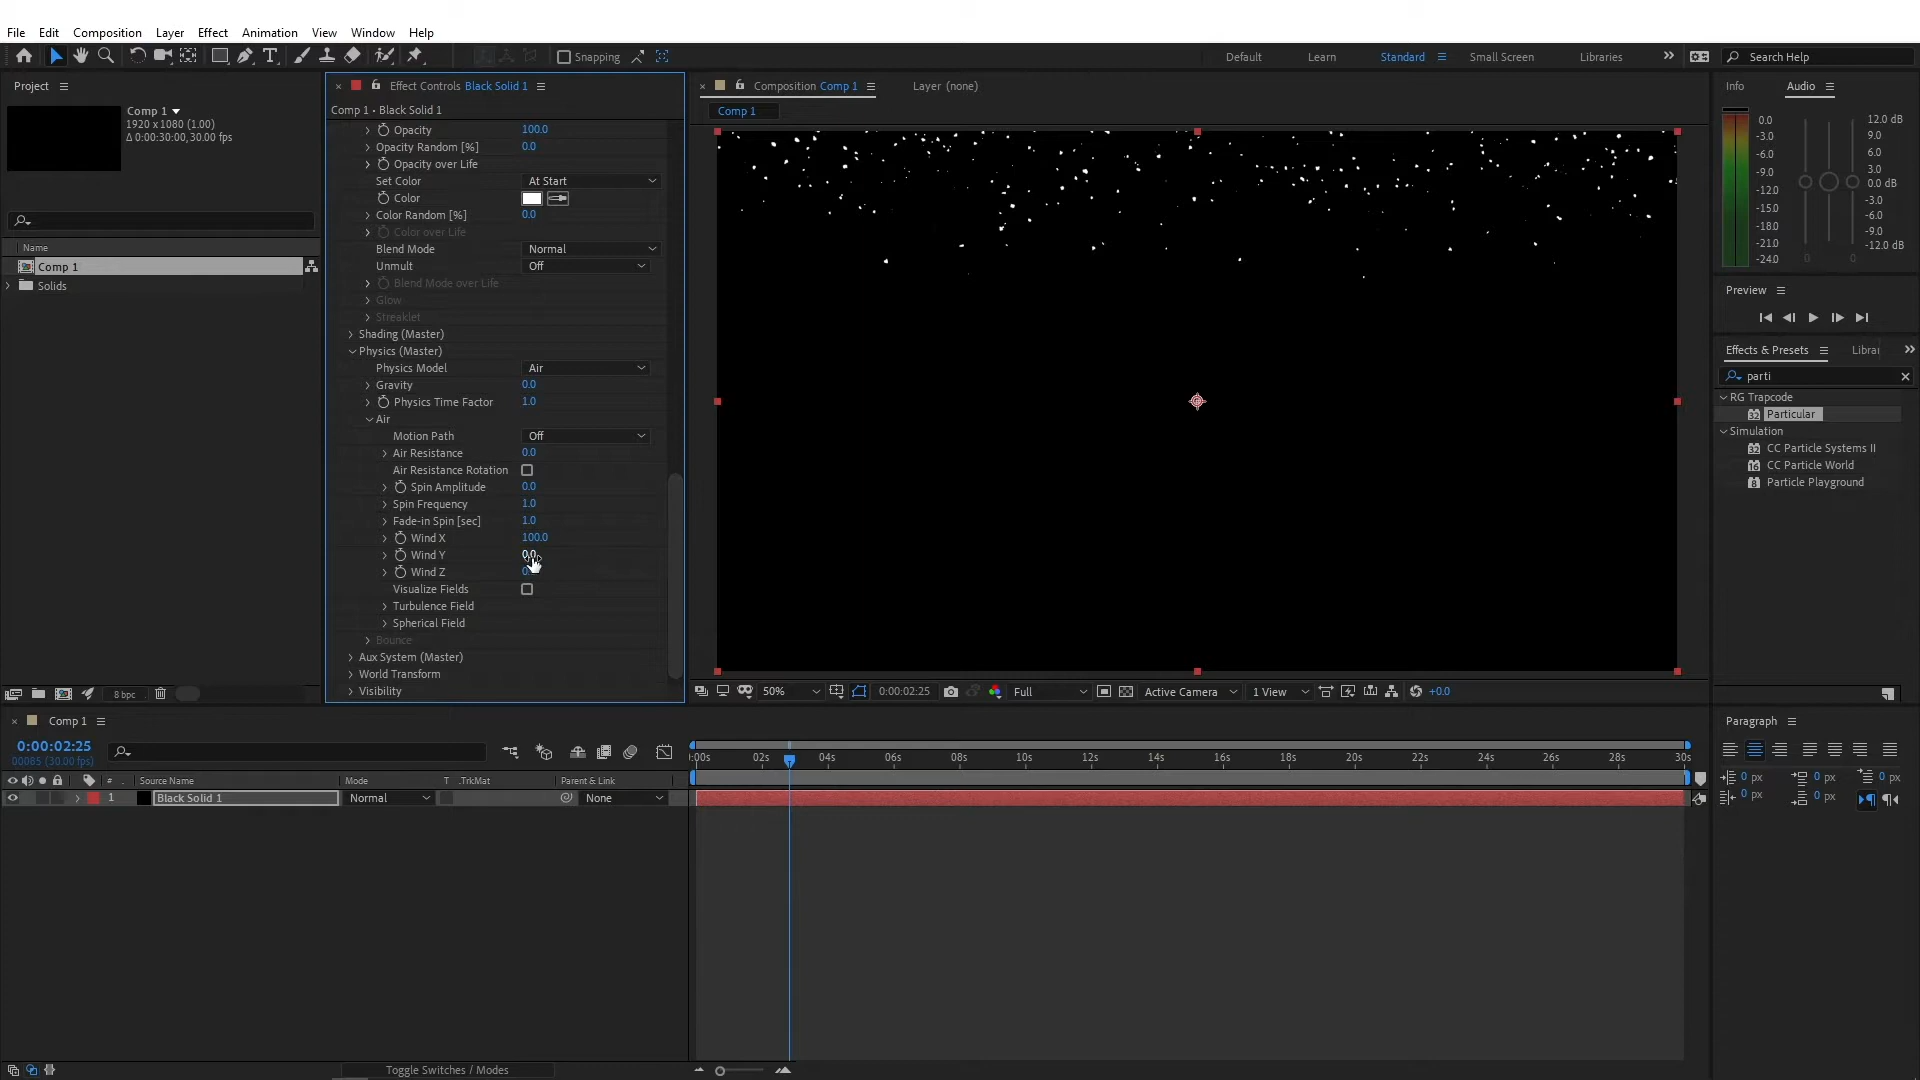 File Edit Composition Layer Effect Animation View Window Help
Snapping Default Learn Standard Small Screen Libraries Search Help
Project
Comp 1
1920 x 1080 (1.00)
Δ 0:00:30:00, 30.00 fps
Name
Comp 1
Solids
8 bpc
Effect Controls Black Solid 1
Comp 1 • Black Solid 1
Opacity 100.0
Opacity Random [%] 0.0
Opacity over Life
Set Color At Start
Color
Color Random [%] 0.0
Color over Life
Blend Mode Normal
Unmult Off
Blend Mode over Life
Glow
Streaklet
Shading (Master)
Physics (Master)
Physics Model Air
Gravity 0.0
Physics Time Factor 1.0
Air
Motion Path Off
Air Resistance 0.0
Air Resistance Rotation
Spin Amplitude 0.0
Spin Frequency 1.0
Fade-in Spin [sec] 1.0
Wind X 100.0
Wind Y 0.0
Wind Z
Visualize Fields
Turbulence Field
Spherical Field
Bounce
Aux System (Master)
World Transform
Visibility
Composition Comp 1 Layer (none)
Comp 1
50% 0:00:02:25 Full Active Camera 1 View +0.0
Info Audio
0.0 12.0 dB
-3.0 9.0
-6.0 6.0
-9.0 3.0
-12.0 0.0 dB
-15.0 -3.0
-18.0 -6.0
-21.0 -9.0
-24.0 0 0 -12.0 dB
Preview
Effects & Presets Librar
parti
RG Trapcode
32 Particular
Simulation
32 CC Particle Systems II
16 CC Particle World
8 Particle Playground
Comp 1
0:00:02:25
00085 (30.00 fps)
# Source Name Mode T .TrkMat Parent & Link
1 Black Solid 1 Normal None
:00s 02s 04s 06s 08s 10s 12s 14s 16s 18s 20s 22s 24s 26s 28s 30s
Toggle Switches / Modes
Paragraph
0 px 0 px 0 px
0 px 0 px